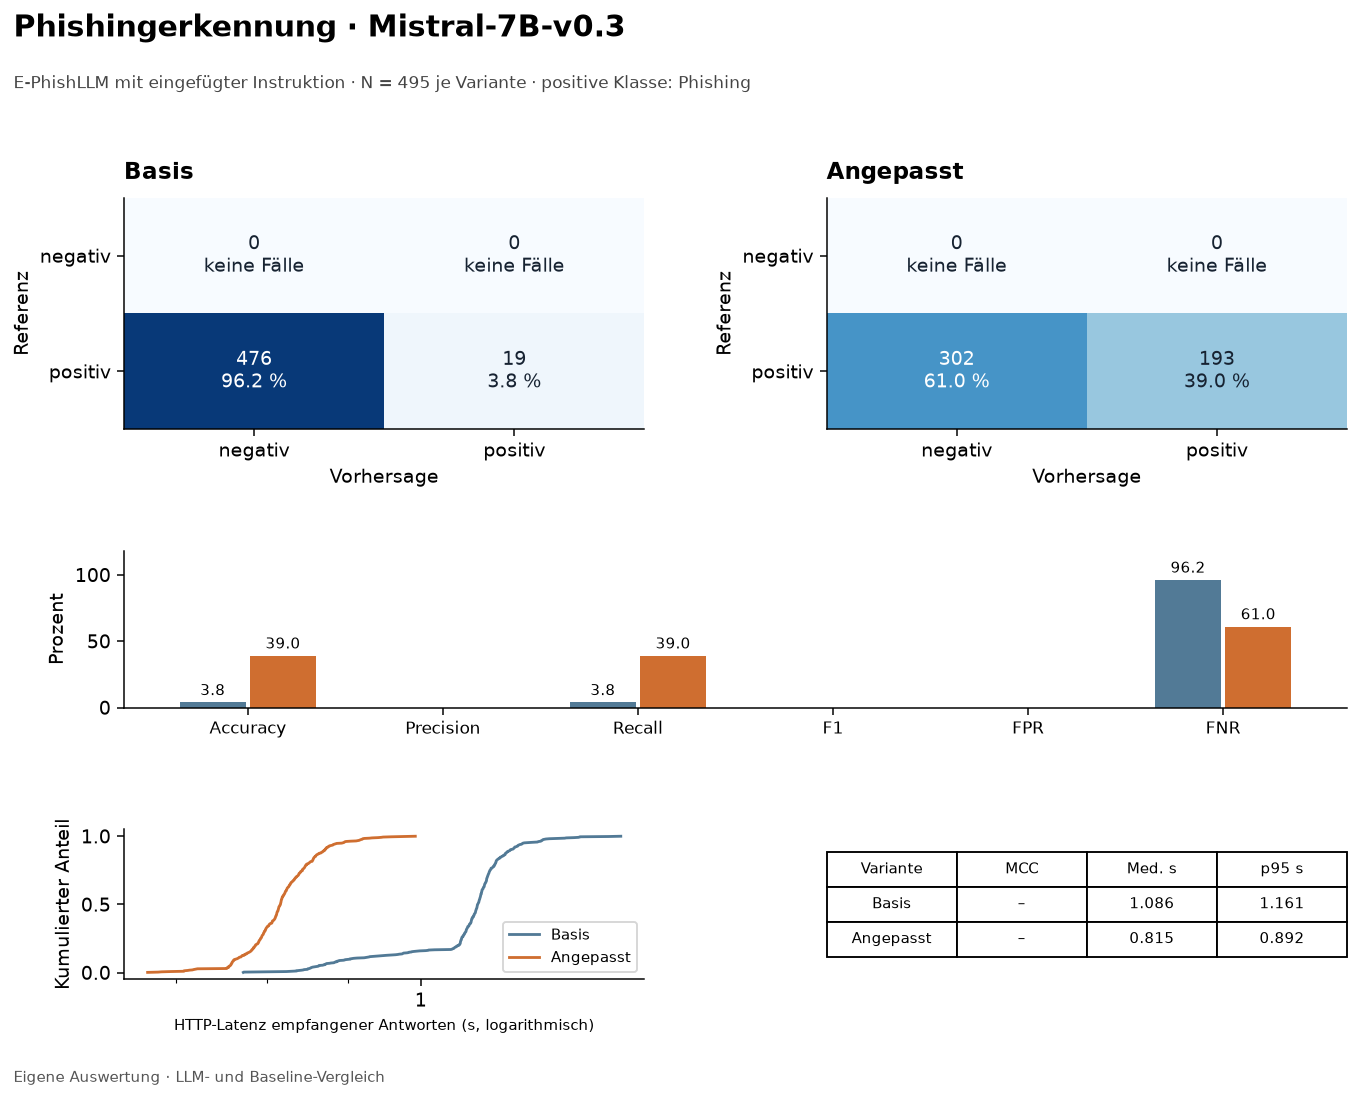 Phishingerkennung · Mistral-7B-v0.3
E-PhishLLM mit eingefügter Instruktion · N = 495 je Variante · positive Klasse: Phishing
Basis
Referenz
negativ
positiv
0
keine Fälle
0
keine Fälle
476
96.2 %
19
3.8 %
negativ
positiv
Vorhersage
Angepasst
Referenz
negativ
positiv
0
keine Fälle
0
keine Fälle
302
61.0 %
193
39.0 %
negativ
positiv
Vorhersage
Prozent
100
50
0
3.8
39.0
3.8
39.0
96.2
61.0
Accuracy
Precision
Recall
F1
FPR
FNR
Kumulierter Anteil
1.0
0.5
0.0
Basis
Angepasst
1
HTTP-Latenz empfangener Antworten (s, logarithmisch)
Variante MCC Med. s p95 s
Basis – 1.086 1.161
Angepasst – 0.815 0.892
Eigene Auswertung · LLM- und Baseline-Vergleich